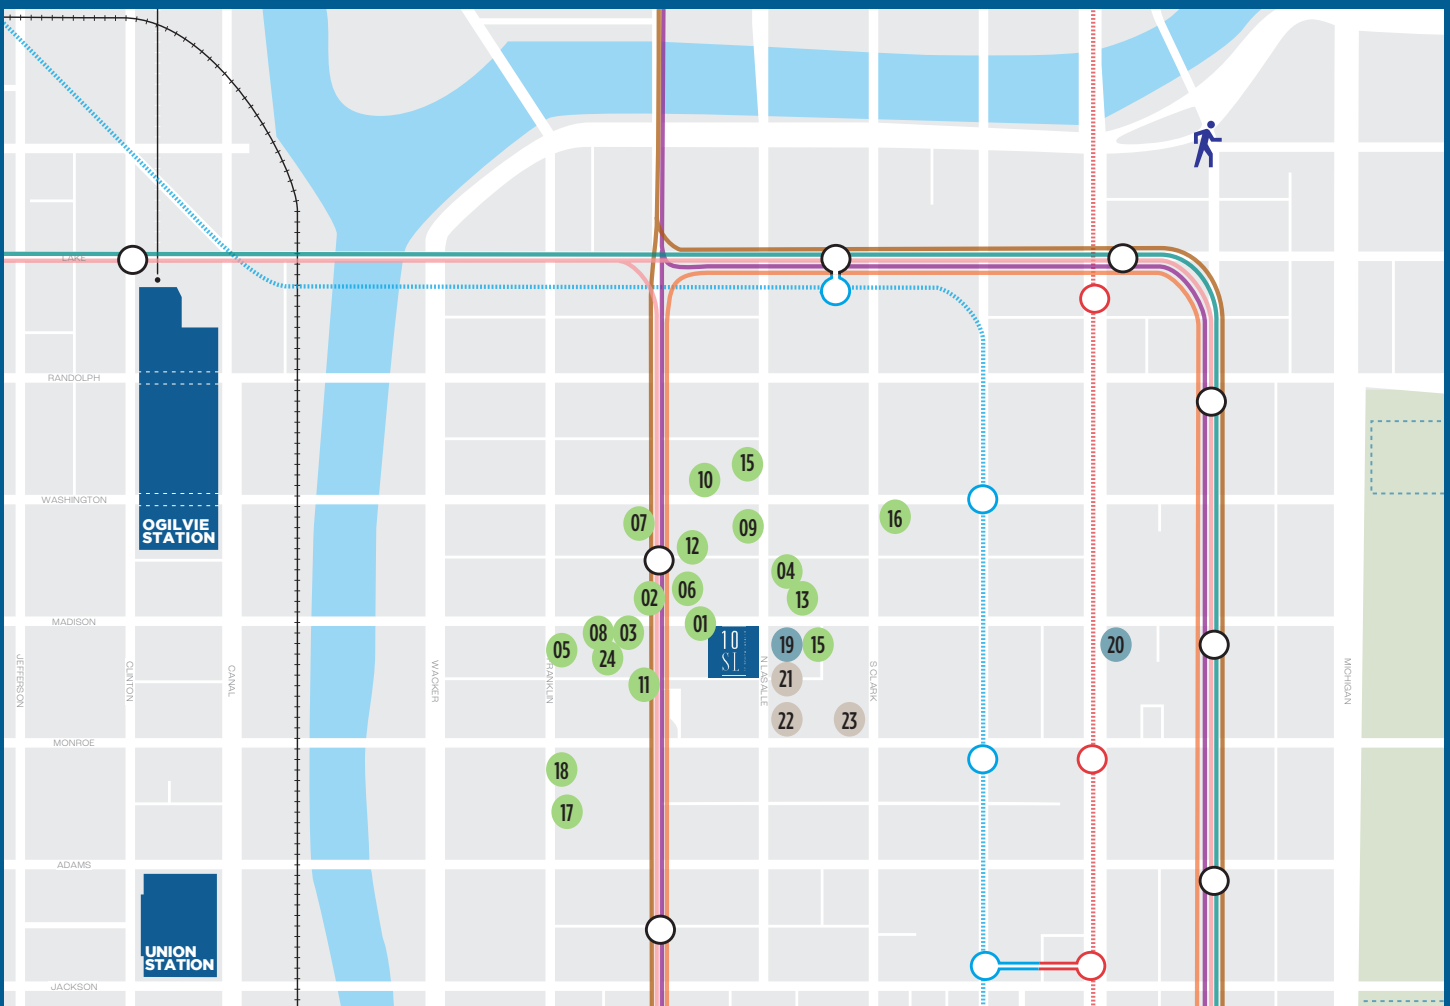 LAKE
RANDOLPH
15
10
WASHINGTON
16
07
09
OGILVIE
STATION
12
04
06
02
13
MADISON
01
08
03
10
SL
19
15
20
05
24
JEFFERSON
CLINTON
CANAL
WACKER
FRANKLIN
N LASALLE
S CLARK
MICHIGAN
11
21
22
23
MONROE
18
17
ADAMS
UNION
STATION
JACKSON